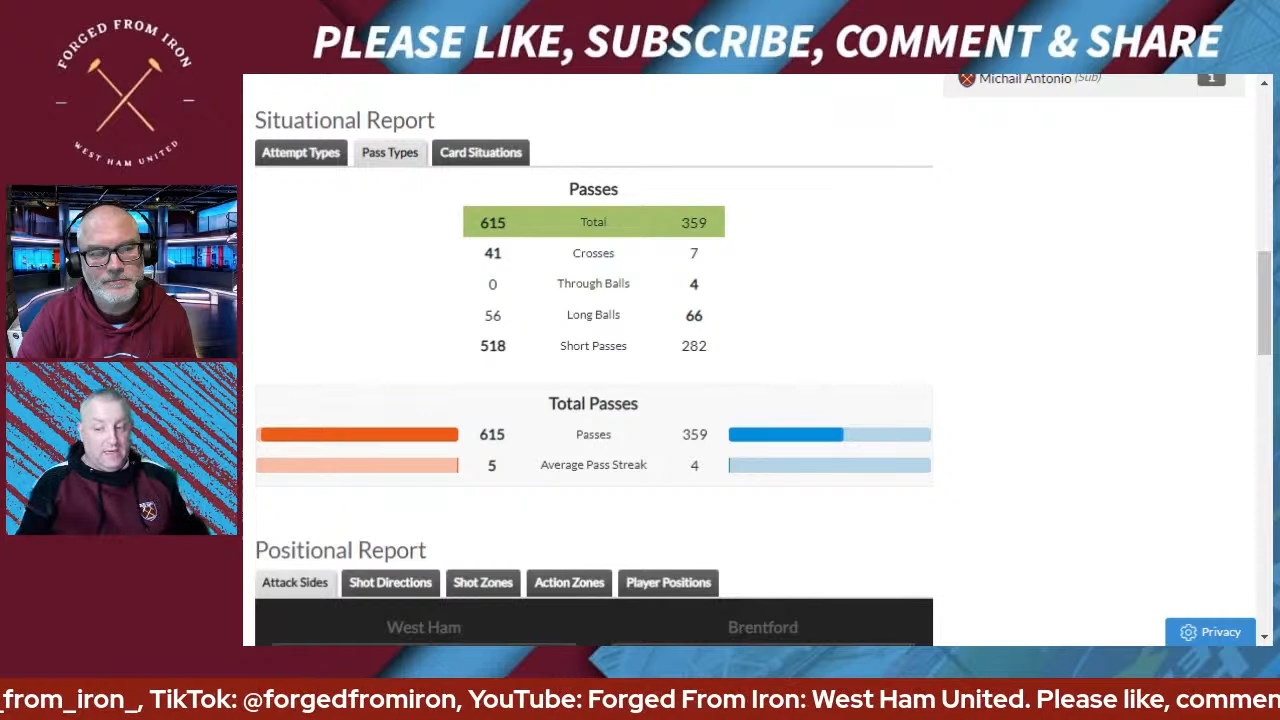 FORGED FROM IRON
WEST HAM UNITED
PLEASE LIKE, SUBSCRIBE, COMMENT & SHARE
Michail Antonio (Sub) 1
Situational Report
Attempt Types Pass Types Card Situations
Passes
615 Total 359
41 Crosses 7
0 Through Balls 4
56 Long Balls 66
518 Short Passes 282
Total Passes
615 Passes 359
5 Average Pass Streak 4
Positional Report
Attack Sides Shot Directions Shot Zones Action Zones Player Positions
West Ham Brentford
Privacy
_from_iron_, TikTok: @forgedfromiron, YouTube: Forged From Iron: West Ham United. Please like, commen